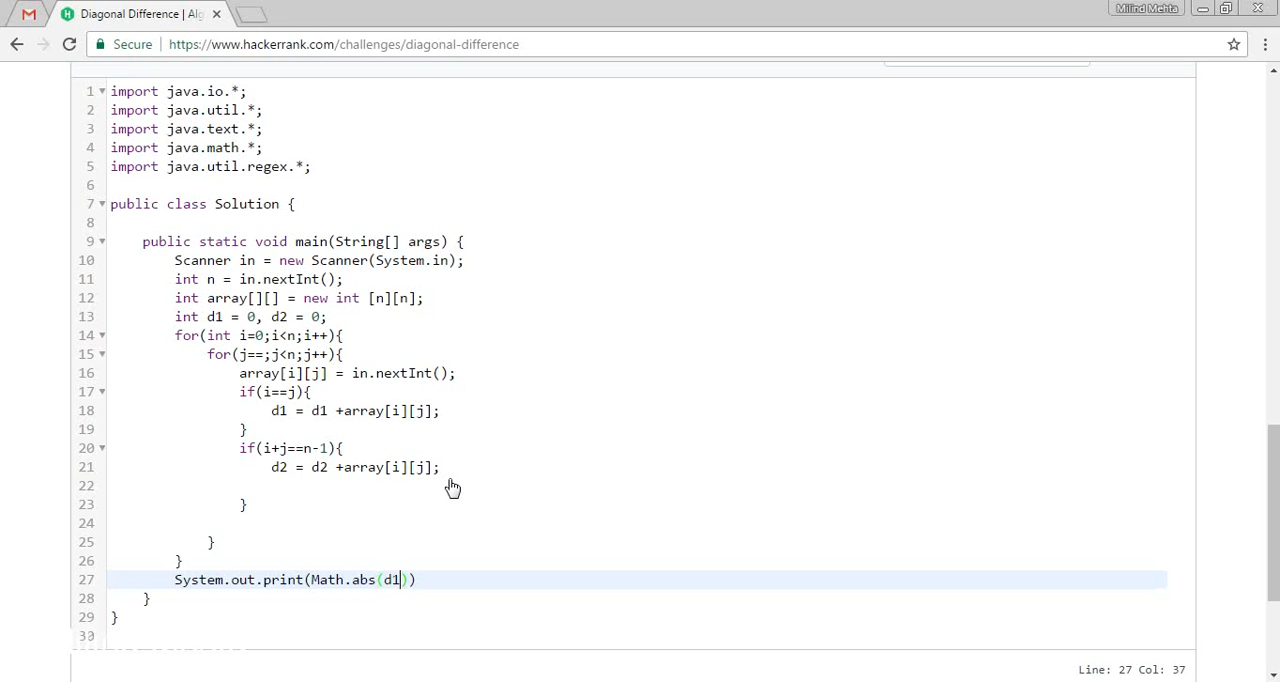 Diagonal Difference | Alg
Milind Mehta
Secure https://www.hackerrank.com/challenges/diagonal-difference
1 import java.io.*;
2 import java.util.*;
3 import java.text.*;
4 import java.math.*;
5 import java.util.regex.*;
6
7 public class Solution {
8
9 public static void main(String[] args) {
10 Scanner in = new Scanner(System.in);
11 int n = in.nextInt();
12 int array[][] = new int [n][n];
13 int d1 = 0, d2 = 0;
14 for(int i=0;i<n;i++){
15 for(j==;j<n;j++){
16 array[i][j] = in.nextInt();
17 if(i==j){
18 d1 = d1 +array[i][j];
19 }
20 if(i+j==n-1){
21 d2 = d2 +array[i][j];
22
23 }
24
25 }
26 }
27 System.out.print(Math.abs(d1))
28 }
29 }
30
Line: 27 Col: 37